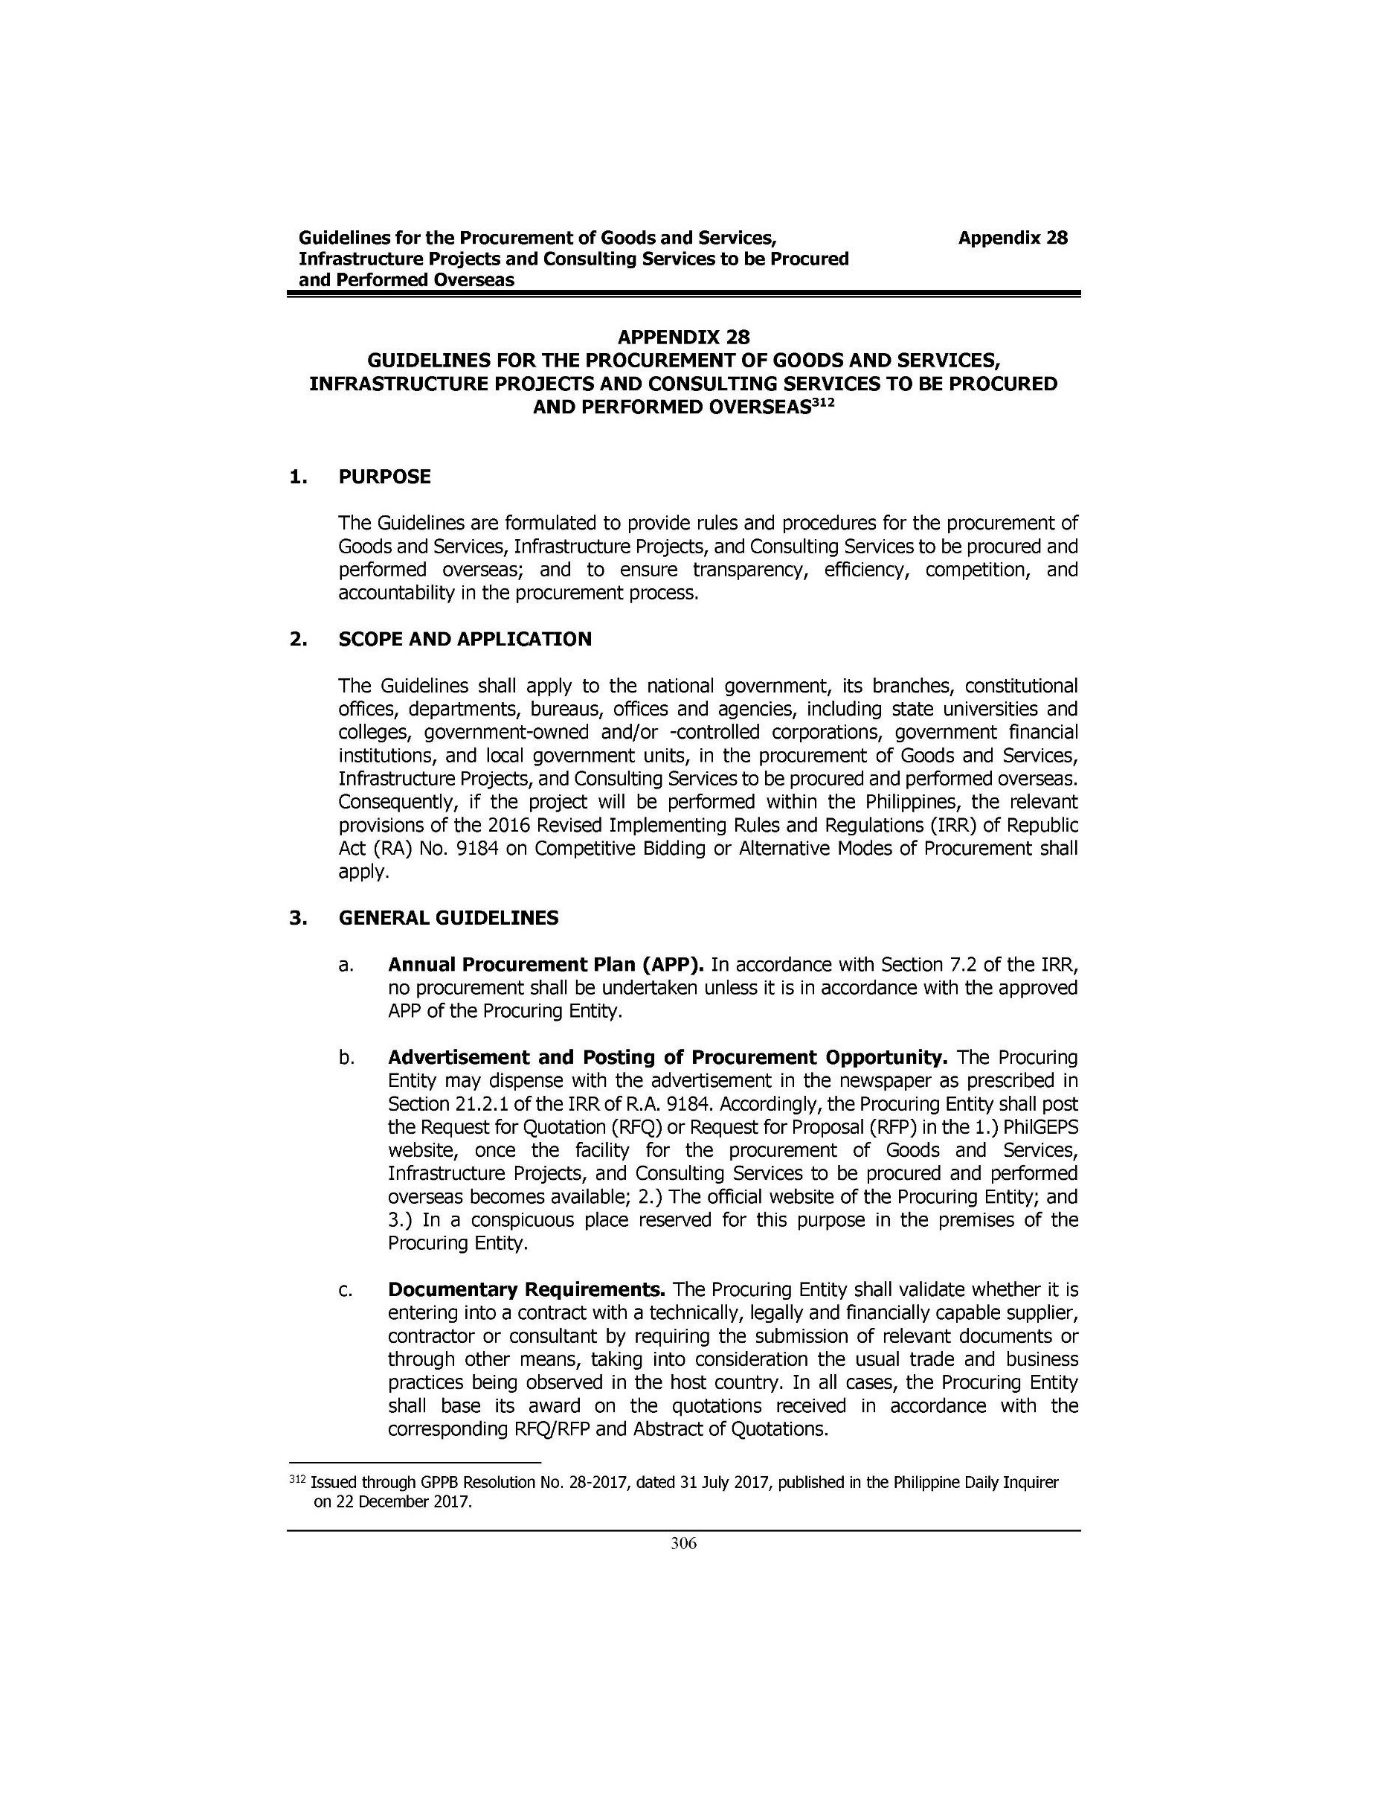 Guidelines for the Procurement of Goods and Services, Appendix 28
Infrastructure Projects and Consulting Services to be Procured
and Performed Overseas
APPENDIX 28
GUIDELINES FOR THE PROCUREMENT OF GOODS AND SERVICES,
INFRASTRUCTURE PROJECTS AND CONSULTING SERVICES TO BE PROCURED
AND PERFORMED OVERSEAS312
1. PURPOSE
The Guidelines are formulated to provide rules and procedures for the procurement of
Goods and Services, Infrastructure Projects, and Consulting Services to be procured and
performed overseas; and to ensure transparency, efficiency, competition, and
accountability in the procurement process.
2. SCOPE AND APPLICATION
The Guidelines shall apply to the national government, its branches, constitutional
offices, departments, bureaus, offices and agencies, including state universities and
colleges, government-owned and/or -controlled corporations, government financial
institutions, and local government units, in the procurement of Goods and Services,
Infrastructure Projects, and Consulting Services to be procured and performed overseas.
Consequently, if the project will be performed within the Philippines, the relevant
provisions of the 2016 Revised Implementing Rules and Regulations (IRR) of Republic
Act (RA) No. 9184 on Competitive Bidding or Alternative Modes of Procurement shall
apply.
3. GENERAL GUIDELINES
a. Annual Procurement Plan (APP). In accordance with Section 7.2 of the IRR,
no procurement shall be undertaken unless it is in accordance with the approved
APP of the Procuring Entity.
b. Advertisement and Posting of Procurement Opportunity. The Procuring
Entity may dispense with the advertisement in the newspaper as prescribed in
Section 21.2.1 of the IRR of R.A. 9184. Accordingly, the Procuring Entity shall post
the Request for Quotation (RFQ) or Request for Proposal (RFP) in the 1.) PhilGEPS
website, once the facility for the procurement of Goods and Services,
Infrastructure Projects, and Consulting Services to be procured and performed
overseas becomes available; 2.) The official website of the Procuring Entity; and
3.) In a conspicuous place reserved for this purpose in the premises of the
Procuring Entity.
c. Documentary Requirements. The Procuring Entity shall validate whether it is
entering into a contract with a technically, legally and financially capable supplier,
contractor or consultant by requiring the submission of relevant documents or
through other means, taking into consideration the usual trade and business
practices being observed in the host country. In all cases, the Procuring Entity
shall base its award on the quotations received in accordance with the
corresponding RFQ/RFP and Abstract of Quotations.
312 Issued through GPPB Resolution No. 28-2017, dated 31 July 2017, published in the Philippine Daily Inquirer
on 22 December 2017.
306